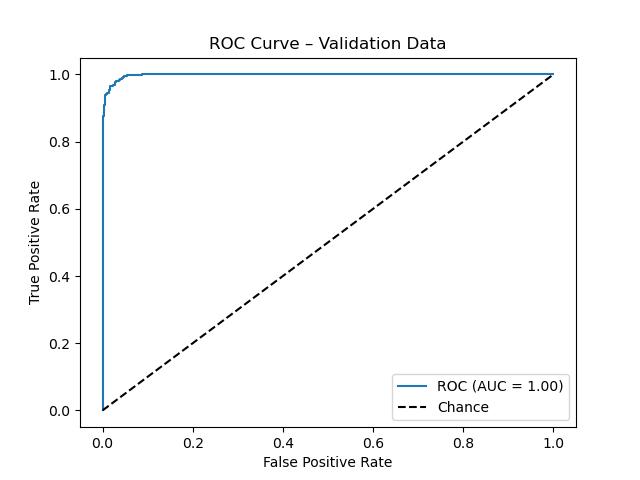 ROC Curve – Validation Data
True Positive Rate
1.0
0.8
0.6
0.4
0.2
0.0
0.0 0.2 0.4 0.6 0.8 1.0
False Positive Rate
ROC (AUC = 1.00)
Chance